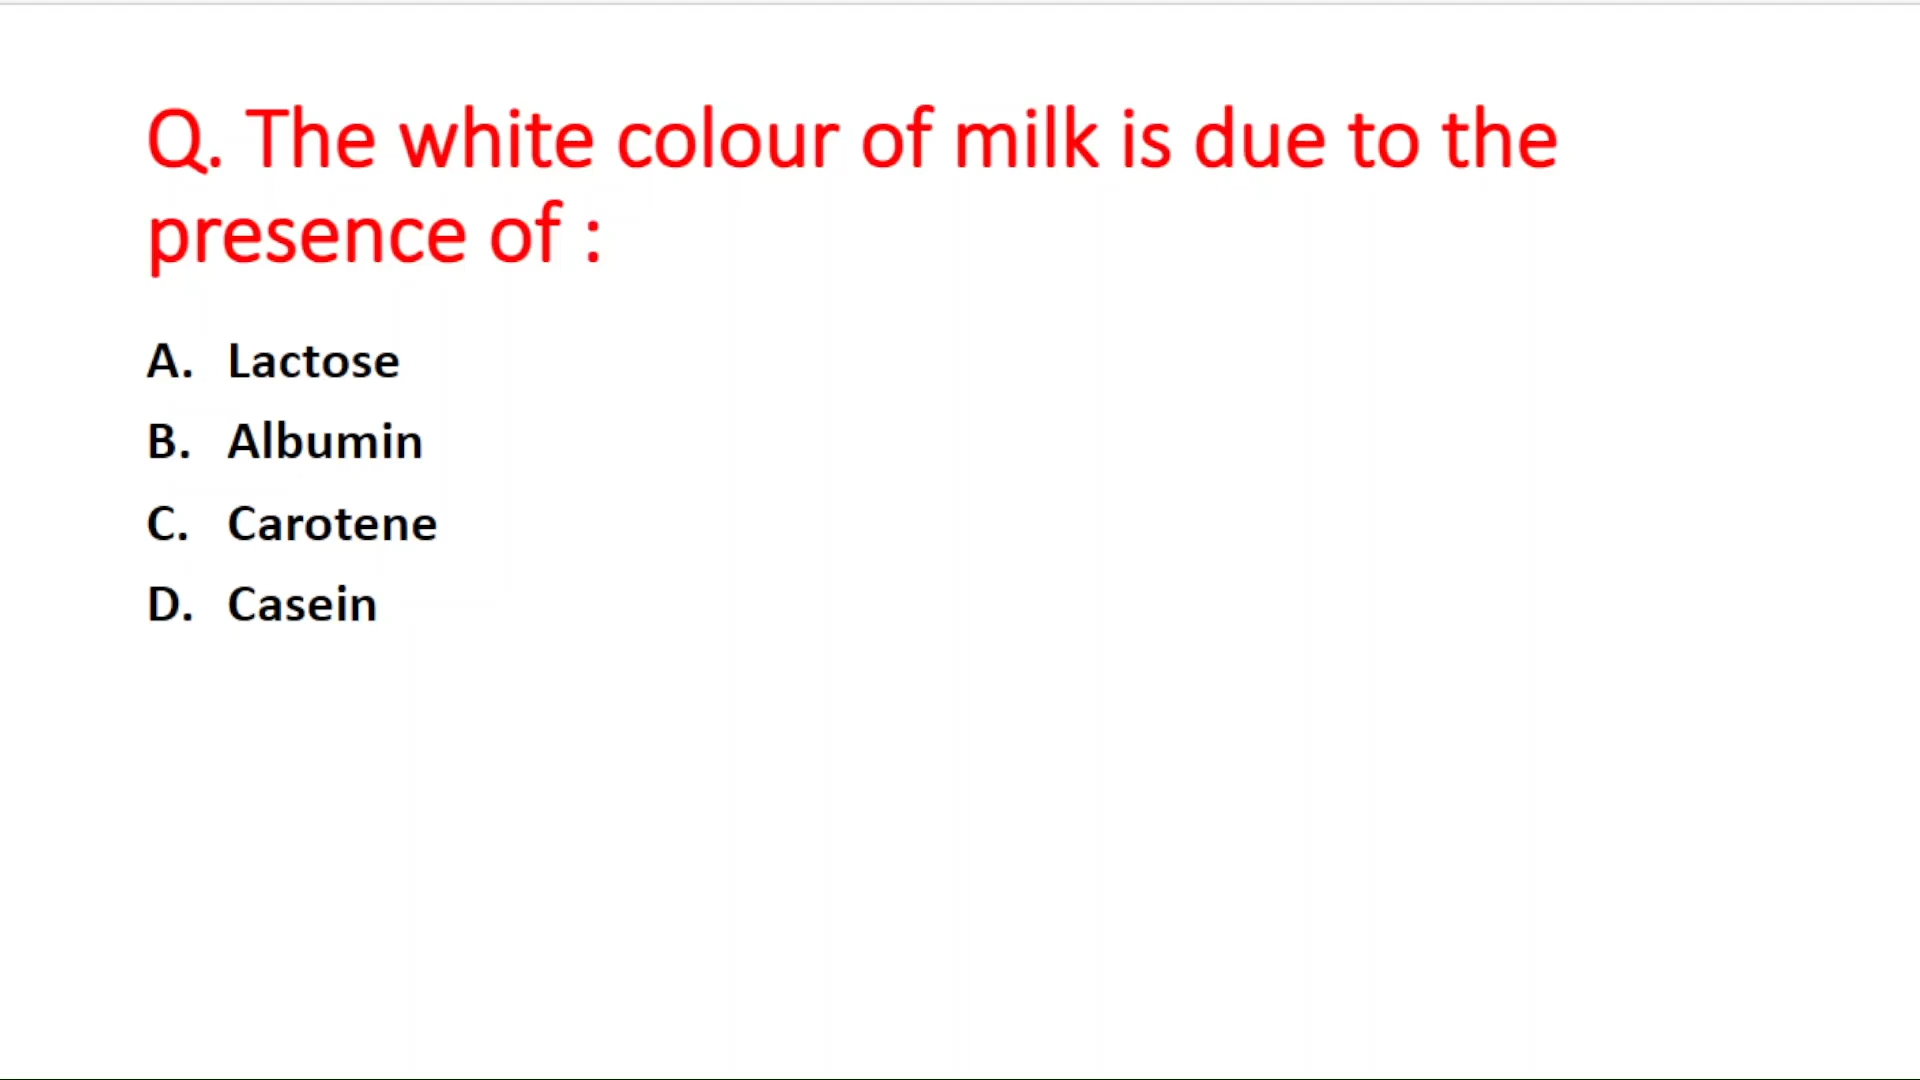 Q. The white colour of milk is due to the
presence of :
A. Lactose
B. Albumin
C. Carotene
D. Casein